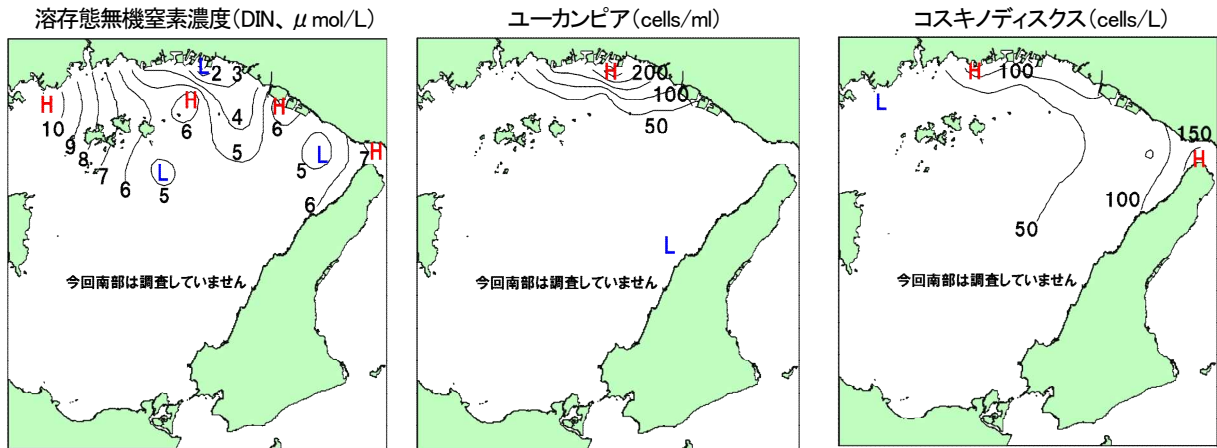 溶存態無機窒素濃度(DIN、μmol/L)
ユーカンピア(cells/ml)
コスキノディスクス(cells/L)
L 2 3
H
10
9
8
7
6
H
6
4
5
H
6
L
5
L
5
7 H
6
今回南部は調査していません
H 200
100
50
L
今回南部は調査していません
H 100
L
150
H
100
50
今回南部は調査していません